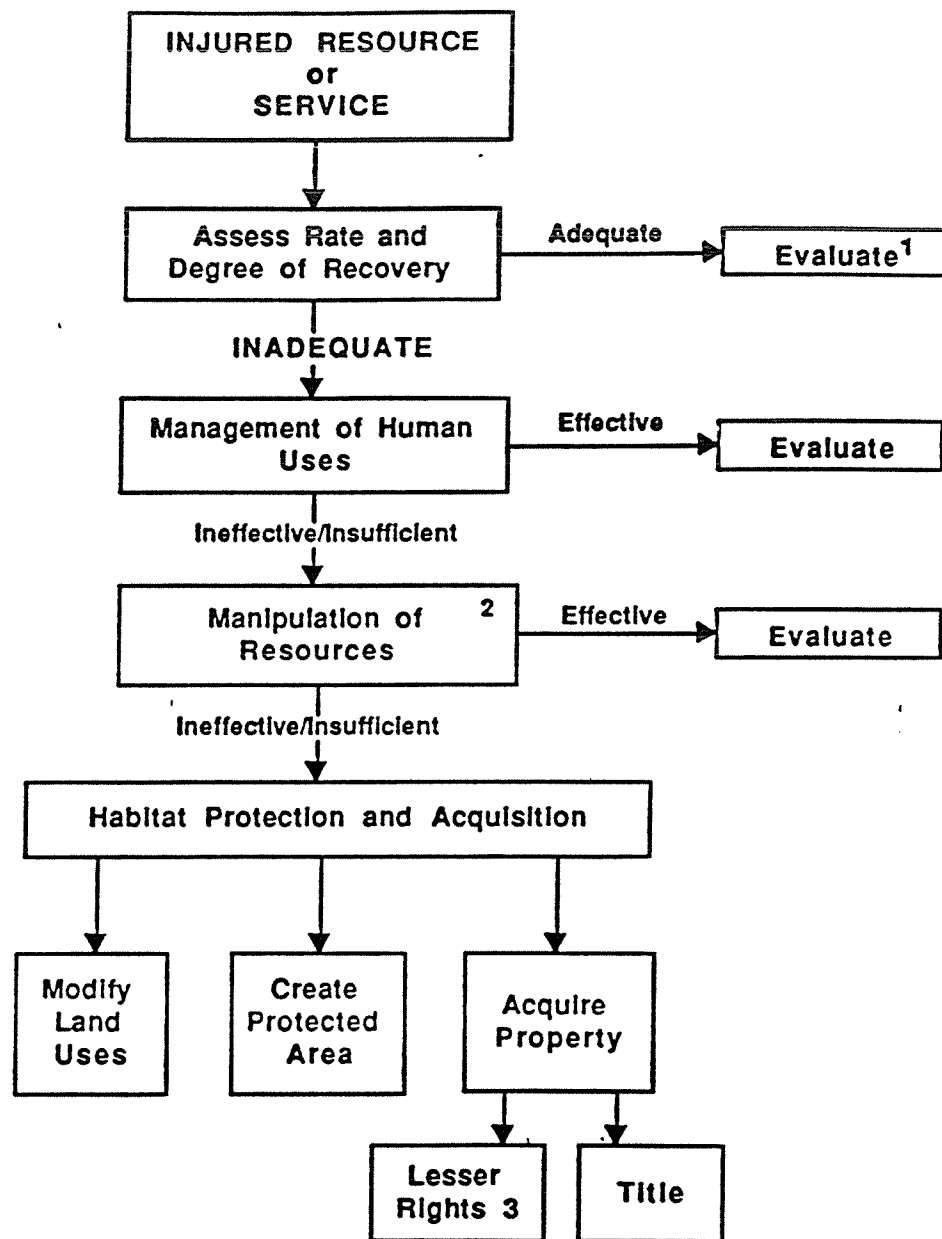 INJURED RESOURCE
or
SERVICE
Assess Rate and
Degree of Recovery
Adequate
Evaluate1
INADEQUATE
Management of Human
Uses
Effective
Evaluate
Ineffective/Insufficient
Manipulation of 2
Resources
Effective
Evaluate
Ineffective/Insufficient
Habitat Protection and Acquisition
Modify
Land
Uses
Create
Protected
Area
Acquire
Property
Lesser
Rights 3
Title